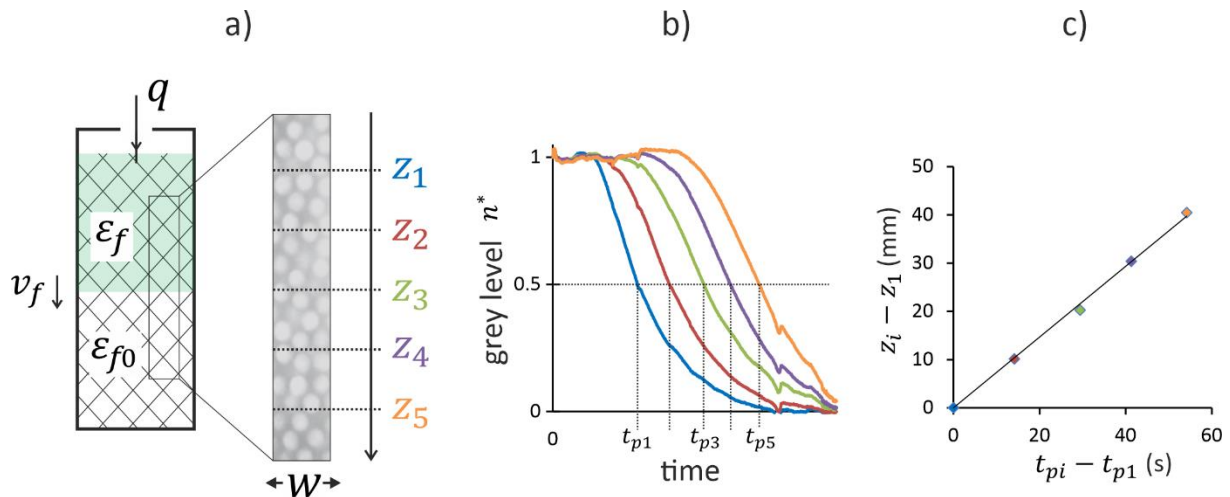 a)
q
ε_f
v_f
ε_f0
z_1
z_2
z_3
z_4
z_5
w
b)
grey level n*
1
0.5
0
0
t_p1
t_p3
t_p5
time
c)
z_i − z_1 (mm)
50
40
30
20
10
0
0
20
40
60
t_pi − t_p1 (s)